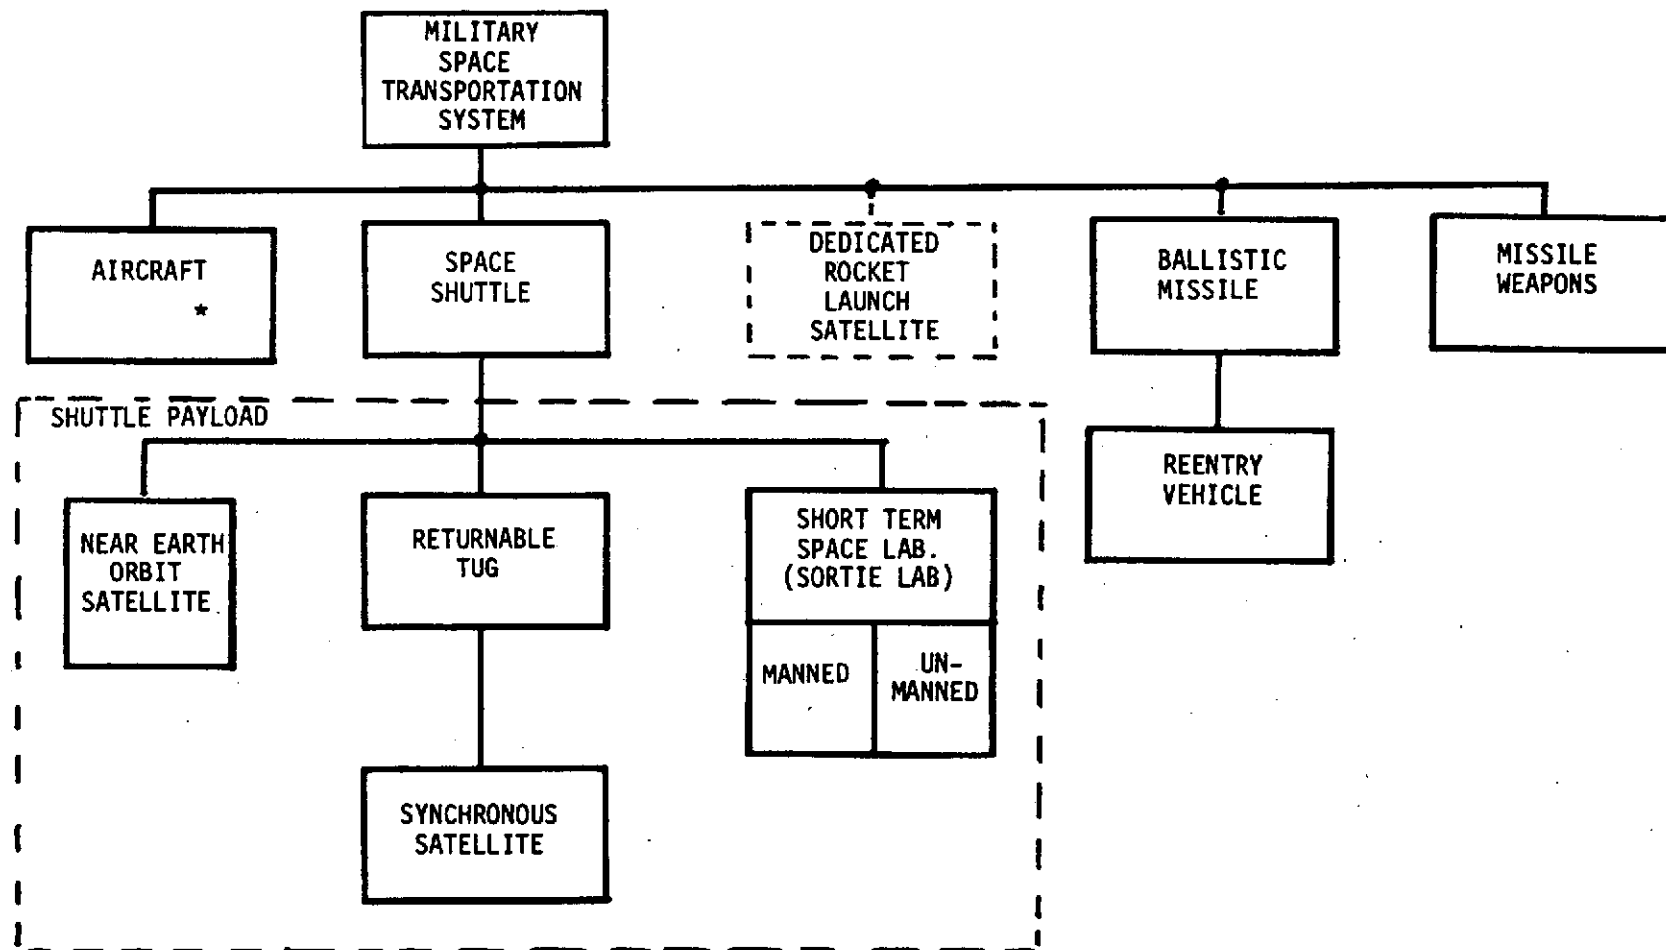 MILITARY
SPACE
TRANSPORTATION
SYSTEM
AIRCRAFT
*
SPACE
SHUTTLE
DEDICATED
ROCKET
LAUNCH
SATELLITE
BALLISTIC
MISSILE
MISSILE
WEAPONS
SHUTTLE PAYLOAD
REENTRY
VEHICLE
NEAR EARTH
ORBIT
SATELLITE
RETURNABLE
TUG
SHORT TERM
SPACE LAB.
(SORTIE LAB)
MANNED
UN-
MANNED
SYNCHRONOUS
SATELLITE